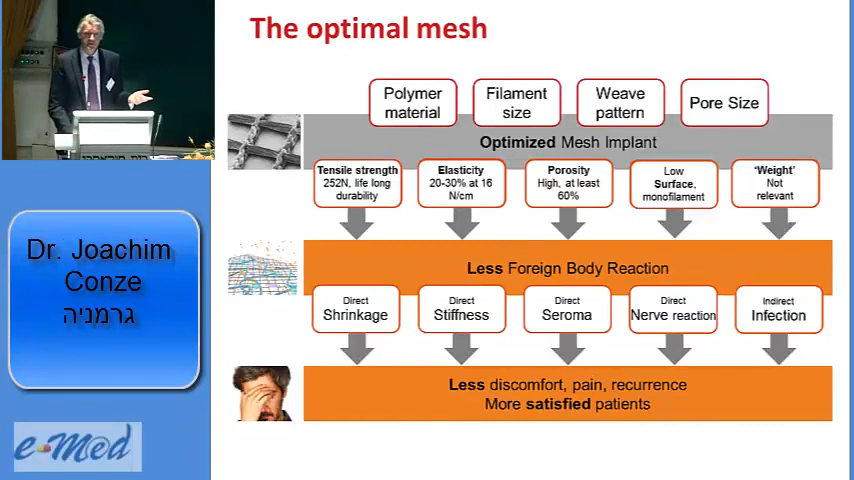 The optimal mesh
Polymer
material
Filament
size
Weave
pattern
Pore Size
Optimized Mesh Implant
Tensile strength
252N, life long
durability
Elasticity
20-30% at 16
N/cm
Porosity
High, at least
60%
Low
Surface,
monofilament
'Weight'
Not
relevant
Less Foreign Body Reaction
Direct
Shrinkage
Direct
Stiffness
Direct
Seroma
Direct
Nerve reaction
Indirect
Infection
Less discomfort, pain, recurrence
More satisfied patients
Dr. Joachim
Conze
גרמניה
e-Med